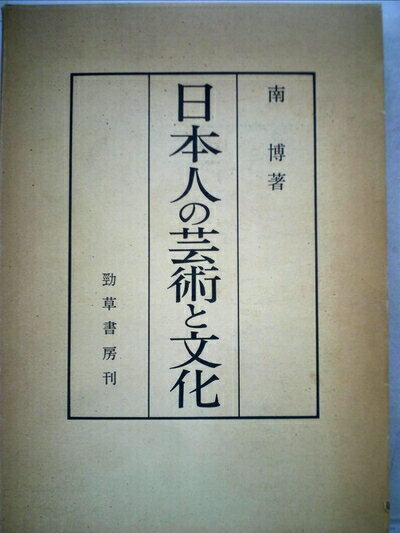 南博著
日本人の芸術と文化
勁草書房刊